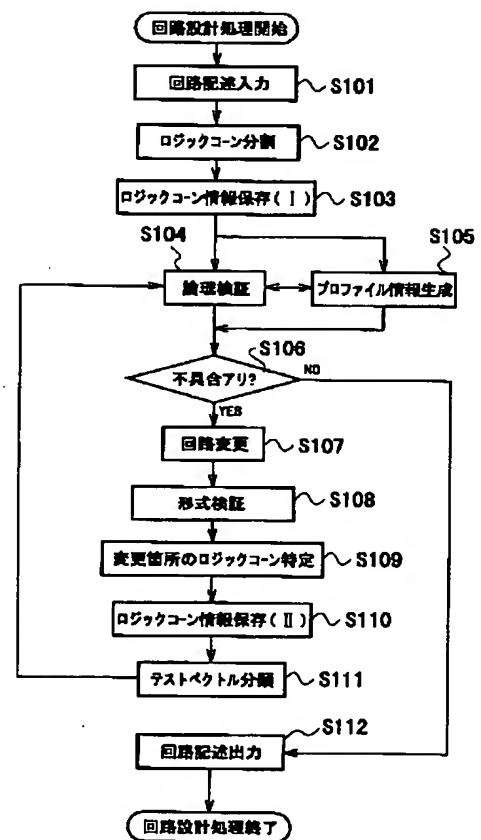 回路設計処理開始
回路記述入力 S101
ロジックコーン分割 S102
ロジックコーン情報保存(Ⅰ) S103
S104 S105
論理検証 プロファイル情報生成
S106
不具合アリ? NO
YES
回路変更 S107
形式検証 S108
変更箇所のロジックコーン特定 S109
ロジックコーン情報保存(Ⅱ) S110
テストベクトル分類 S111
S112
回路記述出力
回路設計処理終了